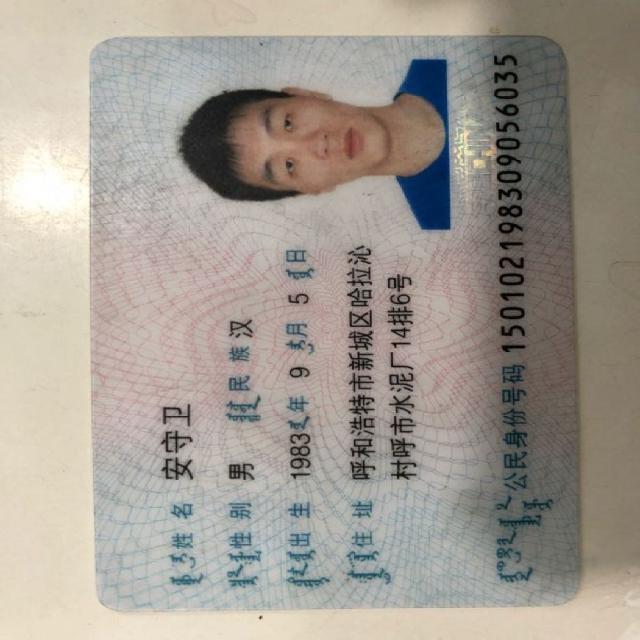 姓名 安守卫
性别 男 民族 汉
出生 1983 年 9 月 5 日
住址 呼和浩特市新城区哈拉沁
村呼市水泥厂14排6号
公民身份号码 150102198309056035